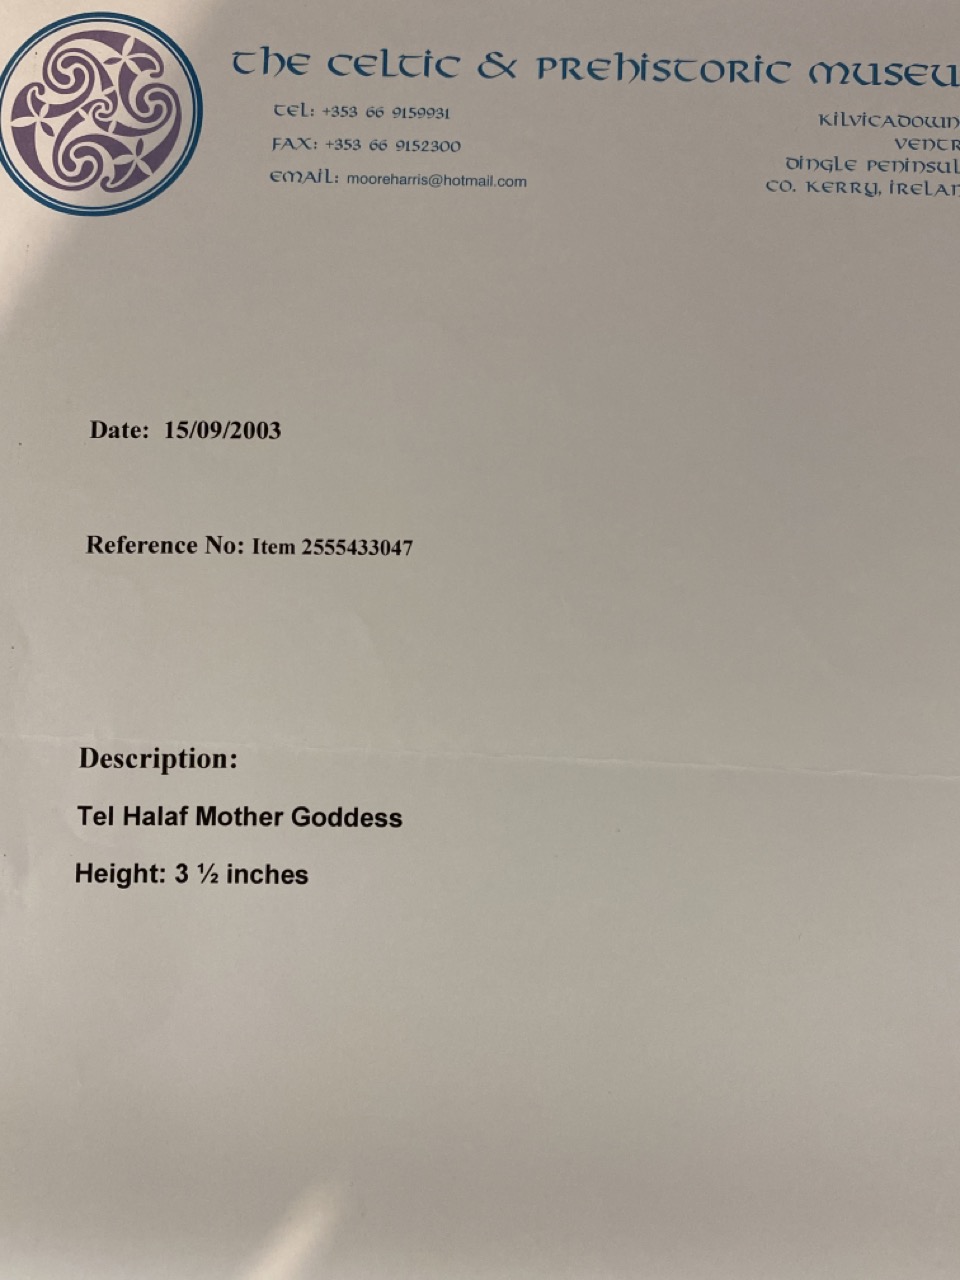 The Celtic & Prehistoric Museu
Tel: +353 66 9159931
Fax: +353 66 9152300
Email: mooreharris@hotmail.com
Kilvicadown
Ventr
Dingle Peninsul
Co. Kerry, Irelan
Date: 15/09/2003
Reference No: Item 2555433047
Description:
Tel Halaf Mother Goddess
Height: 3 ½ inches